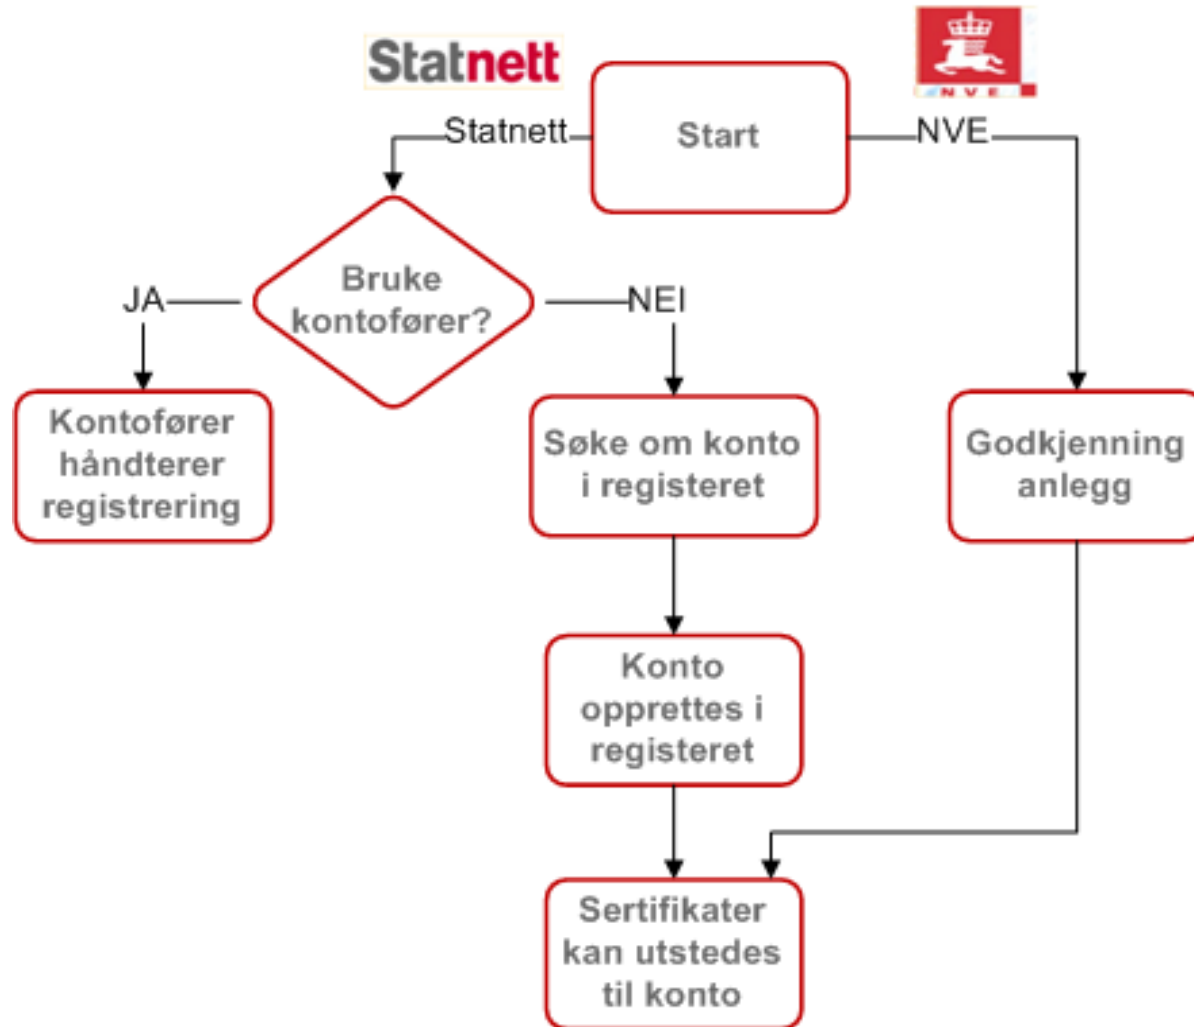 Statnett
NVE
Statnett
Start
NVE
Bruke
kontofører?
JA
NEI
Kontofører
håndterer
registrering
Søke om konto
i registeret
Godkjenning
anlegg
Konto
opprettes i
registeret
Sertifikater
kan utstedes
til konto